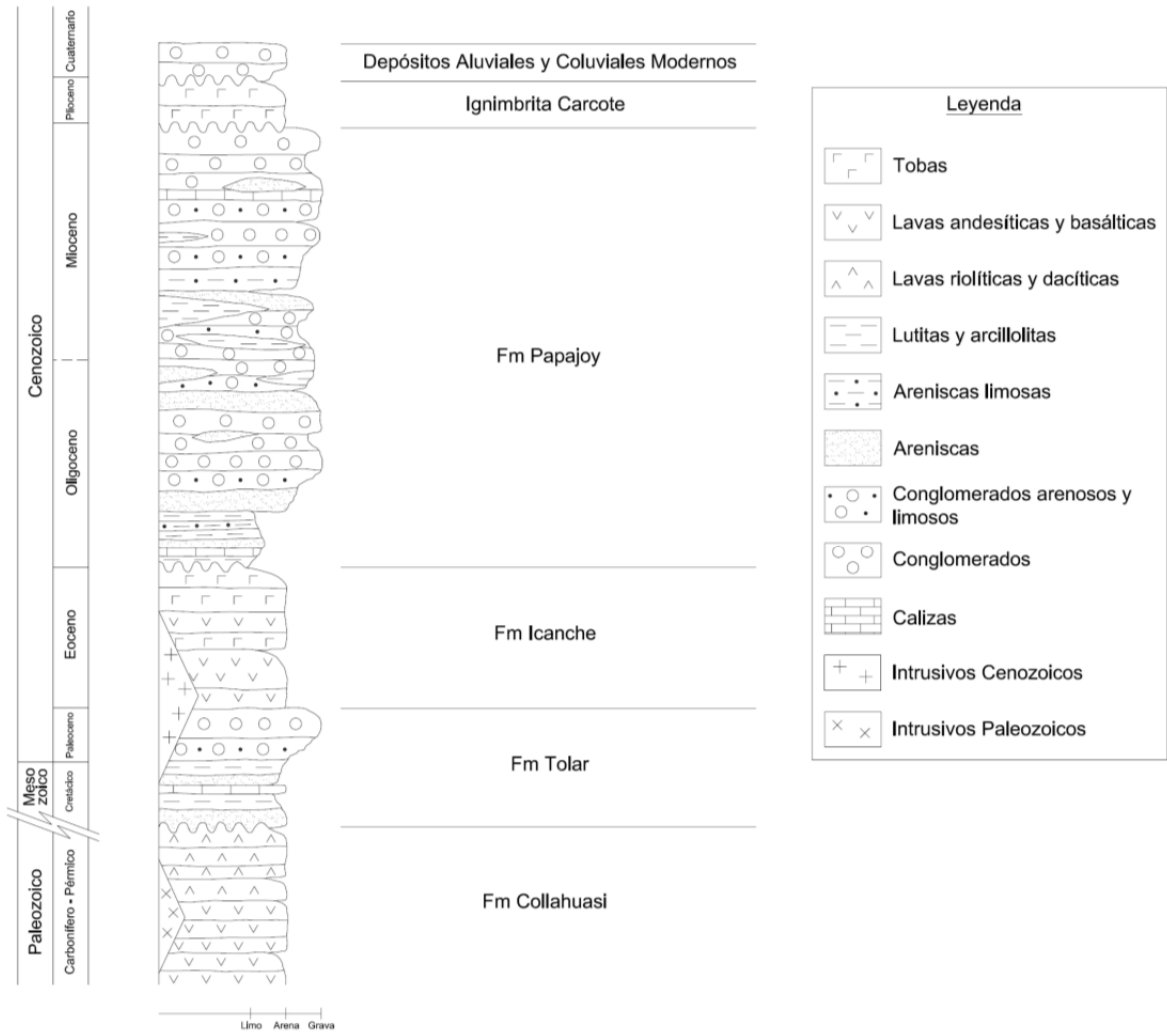 Cuaternario
Plioceno
Mioceno
Oligoceno
Eoceno
Paleoceno
Cretácico
Carbonífero - Pérmico
Cenozoico
Meso
zoico
Paleozoico
Depósitos Aluviales y Coluviales Modernos
Ignimbrita Carcote
Fm Papajoy
Fm Icanche
Fm Tolar
Fm Collahuasi
Limo Arena Grava
Leyenda
Tobas
Lavas andesíticas y basálticas
Lavas riolíticas y dacíticas
Lutitas y arcillolitas
Areniscas limosas
Areniscas
Conglomerados arenosos y
limosos
Conglomerados
Calizas
Intrusivos Cenozoicos
Intrusivos Paleozoicos